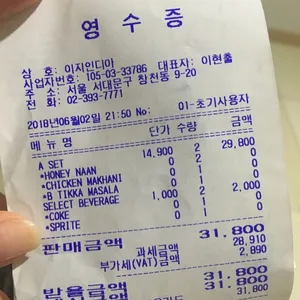 영 수 증
상 호: 이지인디아 대표자: 이현출
사업자번호: 105-03-33786
주 소: 서울 서대문구 창천동 9-20
전 화: 02-393-7771
2018년06월02일 21:50 No: 01-초기사용자
메 뉴 명 단가 수량 금액
A SET 14,900 2 29,800
*HONEY NAAN 0 1 0
*CHICKEN MAKHANI 0 1 0
*B TIKKA MASALA 0 1 0
SELECT BEVERAGE 1,000 2 2,000
*COKE 0 1 0
*SPRITE 0 1 0
판매금액 31,800
과세금액 28,910
부가세(VAT)금액 2,890
받을금액 31,800
31,800
31,800